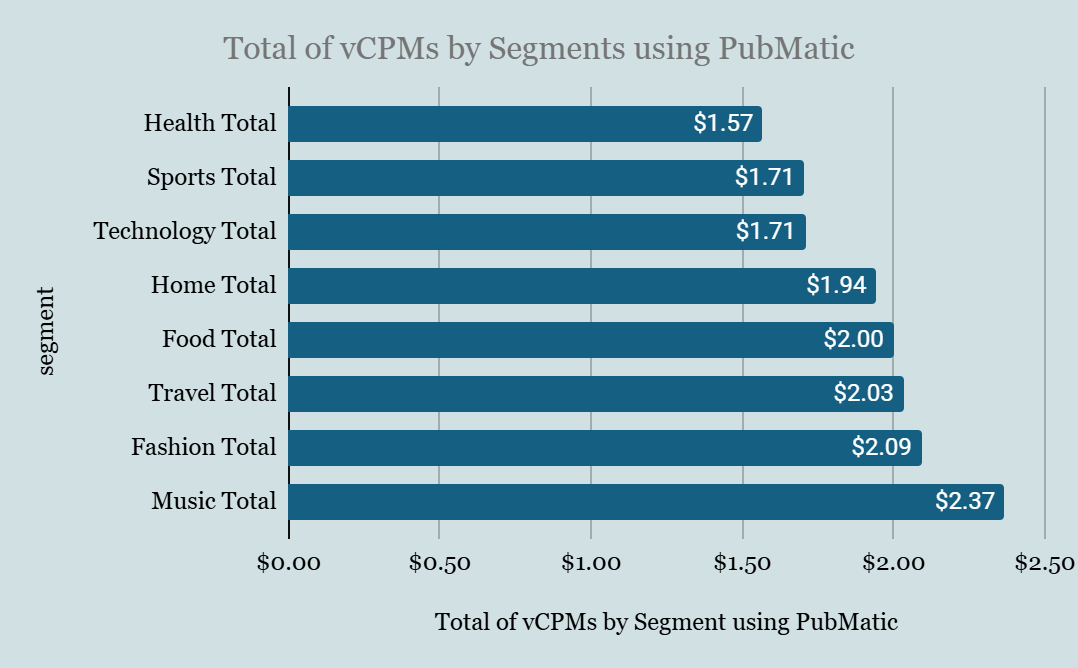 Total of vCPMs by Segments using PubMatic
segment
Health Total $1.57
Sports Total $1.71
Technology Total $1.71
Home Total $1.94
Food Total $2.00
Travel Total $2.03
Fashion Total $2.09
Music Total $2.37
$0.00 $0.50 $1.00 $1.50 $2.00 $2.50
Total of vCPMs by Segment using PubMatic